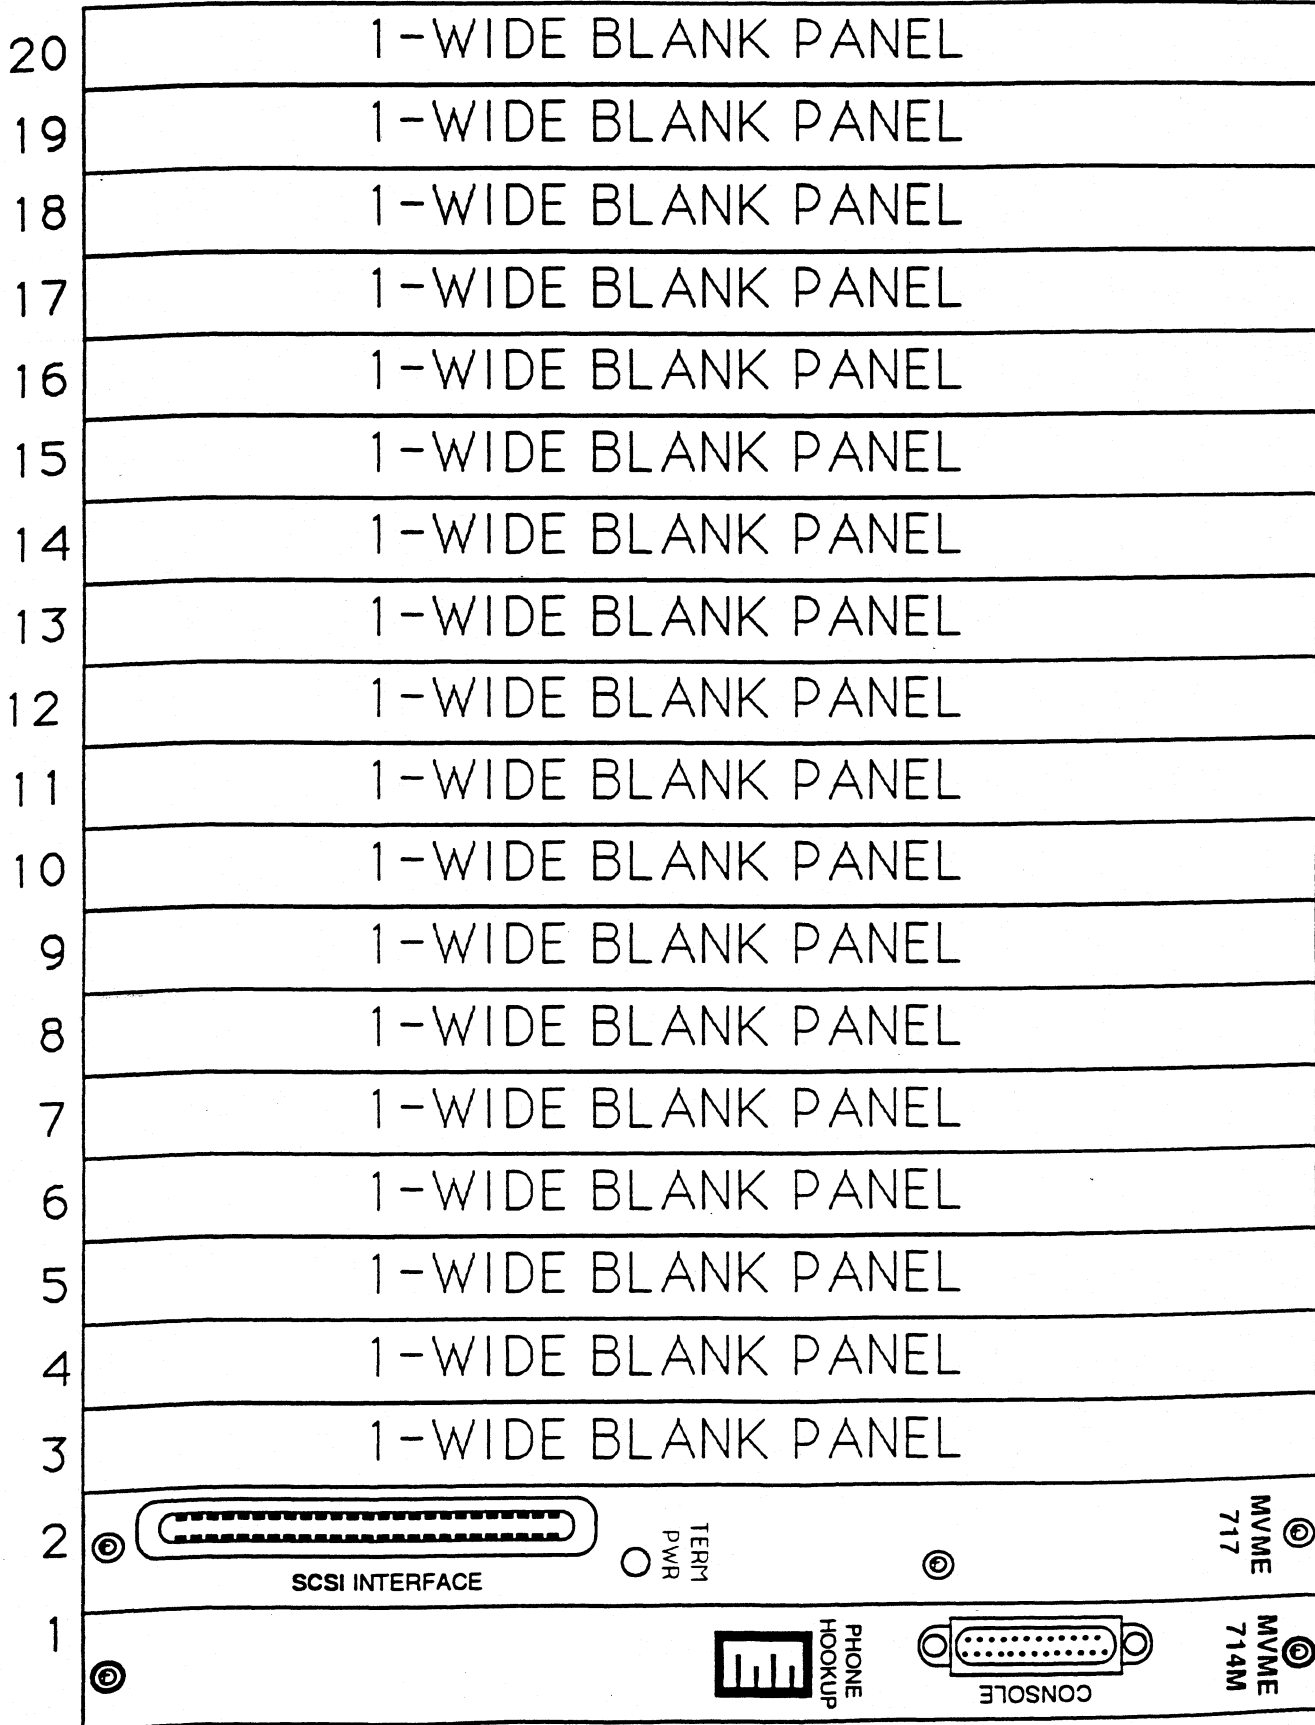 20 1-WIDE BLANK PANEL
19 1-WIDE BLANK PANEL
18 1-WIDE BLANK PANEL
17 1-WIDE BLANK PANEL
16 1-WIDE BLANK PANEL
15 1-WIDE BLANK PANEL
14 1-WIDE BLANK PANEL
13 1-WIDE BLANK PANEL
12 1-WIDE BLANK PANEL
11 1-WIDE BLANK PANEL
10 1-WIDE BLANK PANEL
9 1-WIDE BLANK PANEL
8 1-WIDE BLANK PANEL
7 1-WIDE BLANK PANEL
6 1-WIDE BLANK PANEL
5 1-WIDE BLANK PANEL
4 1-WIDE BLANK PANEL
3 1-WIDE BLANK PANEL
2
SCSI INTERFACE
TERM
PWR
MVME
717
1
PHONE
HOOKUP
CONSOLE
MVME
714M